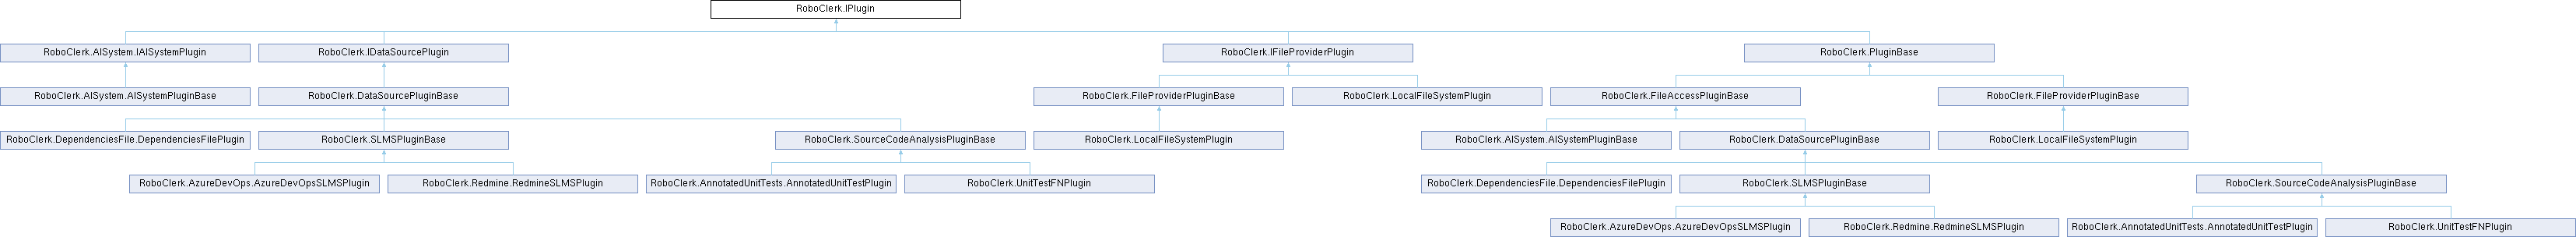 RoboClerk.IPlugin
RoboClerk.AISystem.IAISystemPlugin
RoboClerk.IDataSourcePlugin
RoboClerk.IFileProviderPlugin
RoboClerk.PluginBase
RoboClerk.AISystem.AISystemPluginBase
RoboClerk.DataSourcePluginBase
RoboClerk.FileProviderPluginBase
RoboClerk.LocalFileSystemPlugin
RoboClerk.FileAccessPluginBase
RoboClerk.FileProviderPluginBase
RoboClerk.DependenciesFile.DependenciesFilePlugin
RoboClerk.SLMSPluginBase
RoboClerk.SourceCodeAnalysisPluginBase
RoboClerk.LocalFileSystemPlugin
RoboClerk.AISystem.AISystemPluginBase
RoboClerk.DataSourcePluginBase
RoboClerk.LocalFileSystemPlugin
RoboClerk.AzureDevOps.AzureDevOpsSLMSPlugin
RoboClerk.Redmine.RedmineSLMSPlugin
RoboClerk.AnnotatedUnitTests.AnnotatedUnitTestPlugin
RoboClerk.UnitTestFNPlugin
RoboClerk.DependenciesFile.DependenciesFilePlugin
RoboClerk.SLMSPluginBase
RoboClerk.SourceCodeAnalysisPluginBase
RoboClerk.AzureDevOps.AzureDevOpsSLMSPlugin
RoboClerk.Redmine.RedmineSLMSPlugin
RoboClerk.AnnotatedUnitTests.AnnotatedUnitTestPlugin
RoboClerk.UnitTestFNPlugin